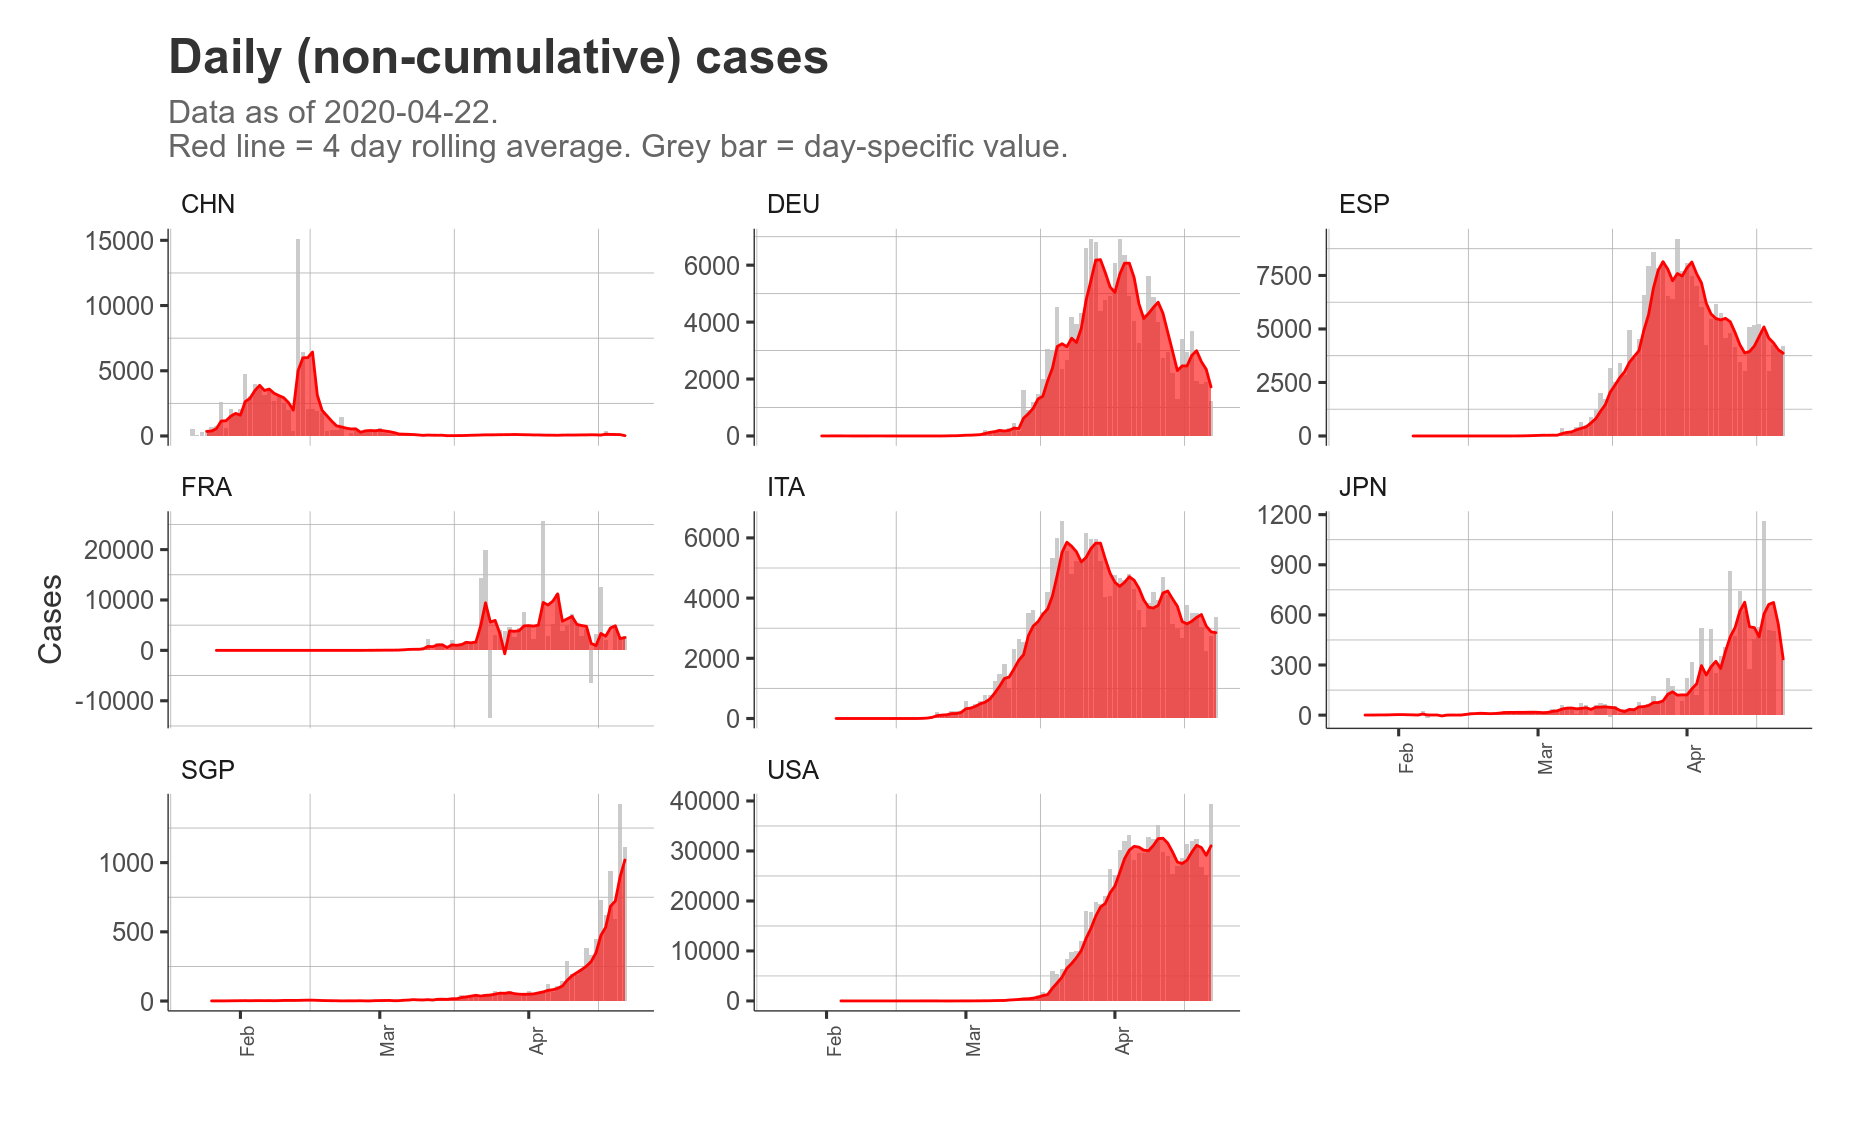 Daily (non-cumulative) cases
Data as of 2020-04-22.
Red line = 4 day rolling average. Grey bar = day-specific value.
CHN
15000
10000
5000
0
DEU
6000
4000
2000
0
ESP
7500
5000
2500
0
Cases
FRA
20000
10000
0
-10000
ITA
6000
4000
2000
0
JPN
1200
900
600
300
0
Feb
Mar
Apr
SGP
1000
500
0
Feb
Mar
Apr
USA
40000
30000
20000
10000
0
Feb
Mar
Apr